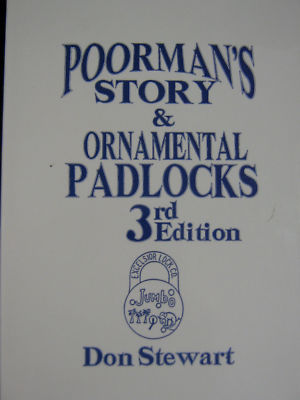 POORMAN'S
STORY
&
ORNAMENTAL
PADLOCKS
3rd
Edition
EXCELSIOR LOCK CO.
Jumbo
Don Stewart